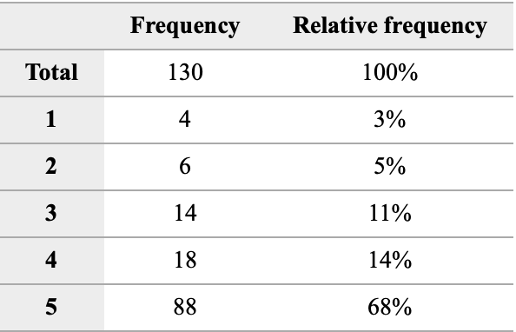 Frequency Relative frequency
Total 130 100%
1 4 3%
2 6 5%
3 14 11%
4 18 14%
5 88 68%